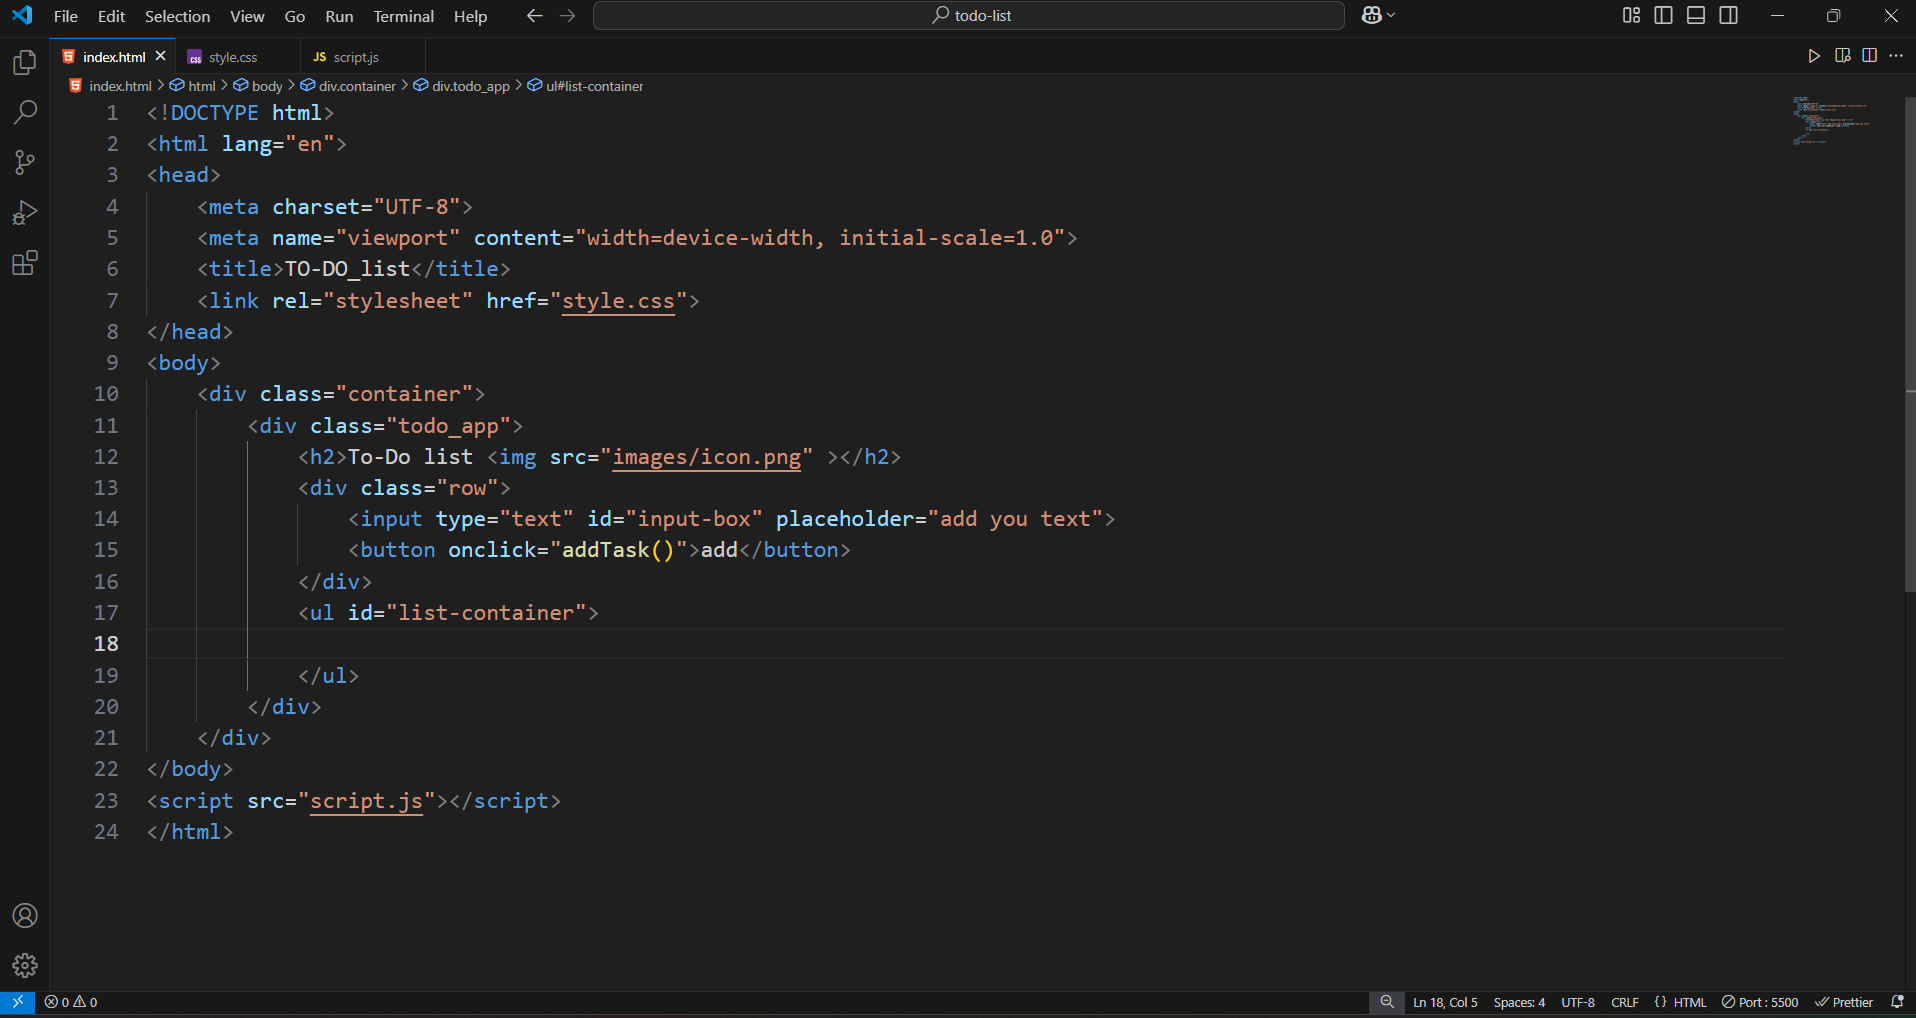 File Edit Selection View Go Run Terminal Help todo-list
index.html style.css JS script.js
index.html > html > body > div.container > div.todo_app > ul#list-container
1 <!DOCTYPE html>
2 <html lang="en">
3 <head>
4 <meta charset="UTF-8">
5 <meta name="viewport" content="width=device-width, initial-scale=1.0">
6 <title>TO-DO_list</title>
7 <link rel="stylesheet" href="style.css">
8 </head>
9 <body>
10 <div class="container">
11 <div class="todo_app">
12 <h2>To-Do list <img src="images/icon.png" ></h2>
13 <div class="row">
14 <input type="text" id="input-box" placeholder="add you text">
15 <button onclick="addTask()">add</button>
16 </div>
17 <ul id="list-container">
18
19 </ul>
20 </div>
21 </div>
22 </body>
23 <script src="script.js"></script>
24 </html>
0 0 Ln 18, Col 5 Spaces: 4 UTF-8 CRLF {} HTML Port : 5500 Prettier